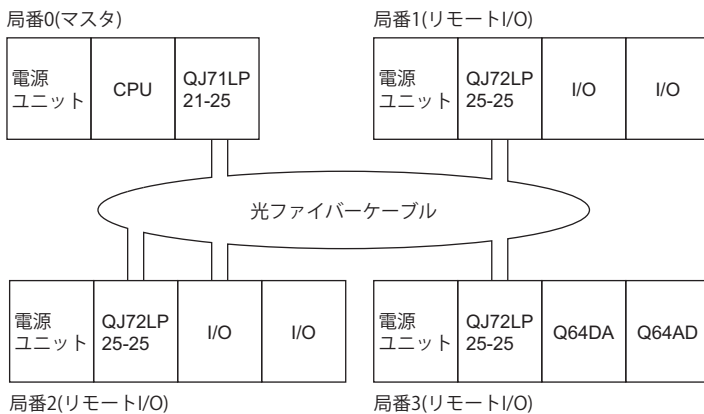 局番0(マスタ)
電源
ユニット
CPU
QJ71LP
21-25
局番1(リモートI/O)
電源
ユニット
QJ72LP
25-25
I/O
I/O
光ファイバーケーブル
電源
ユニット
QJ72LP
25-25
I/O
I/O
局番2(リモートI/O)
電源
ユニット
QJ72LP
25-25
Q64DA
Q64AD
局番3(リモートI/O)